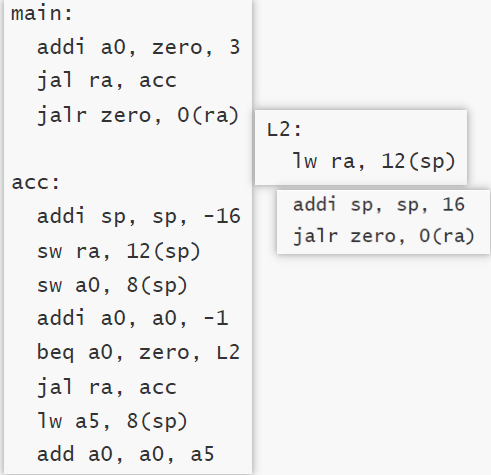 main:
addi a0, zero, 3
jal ra, acc
jalr zero, 0(ra)
acc:
addi sp, sp, -16
sw ra, 12(sp)
sw a0, 8(sp)
addi a0, a0, -1
beq a0, zero, L2
jal ra, acc
lw a5, 8(sp)
add a0, a0, a5
L2:
lw ra, 12(sp)
addi sp, sp, 16
jalr zero, 0(ra)